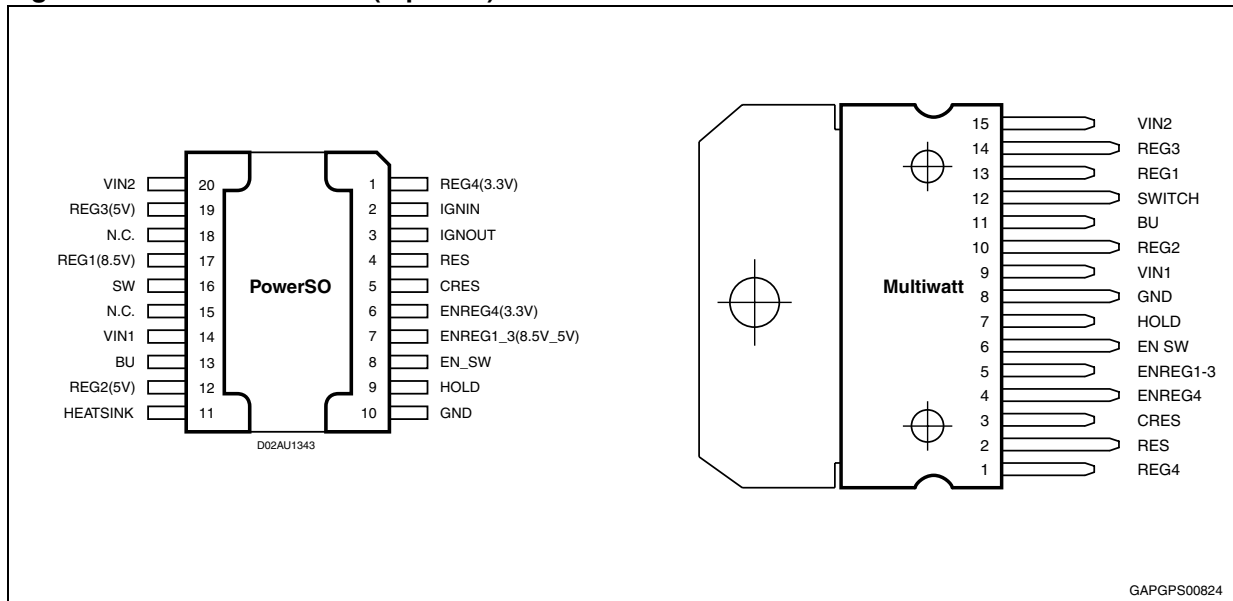 VIN2 20 1 REG4(3.3V)
REG3(5V) 19 2 IGNIN
N.C. 18 3 IGNOUT
REG1(8.5V) 17 4 RES
SW 16 5 CRES
N.C. 15 6 ENREG4(3.3V)
VIN1 14 7 ENREG1_3(8.5V_5V)
BU 13 8 EN_SW
REG2(5V) 12 9 HOLD
HEATSINK 11 10 GND
PowerSO
D02AU1343
15 VIN2
14 REG3
13 REG1
12 SWITCH
11 BU
10 REG2
9 VIN1
8 GND
7 HOLD
6 EN SW
5 ENREG1-3
4 ENREG4
3 CRES
2 RES
1 REG4
Multiwatt
GAPGPS00824